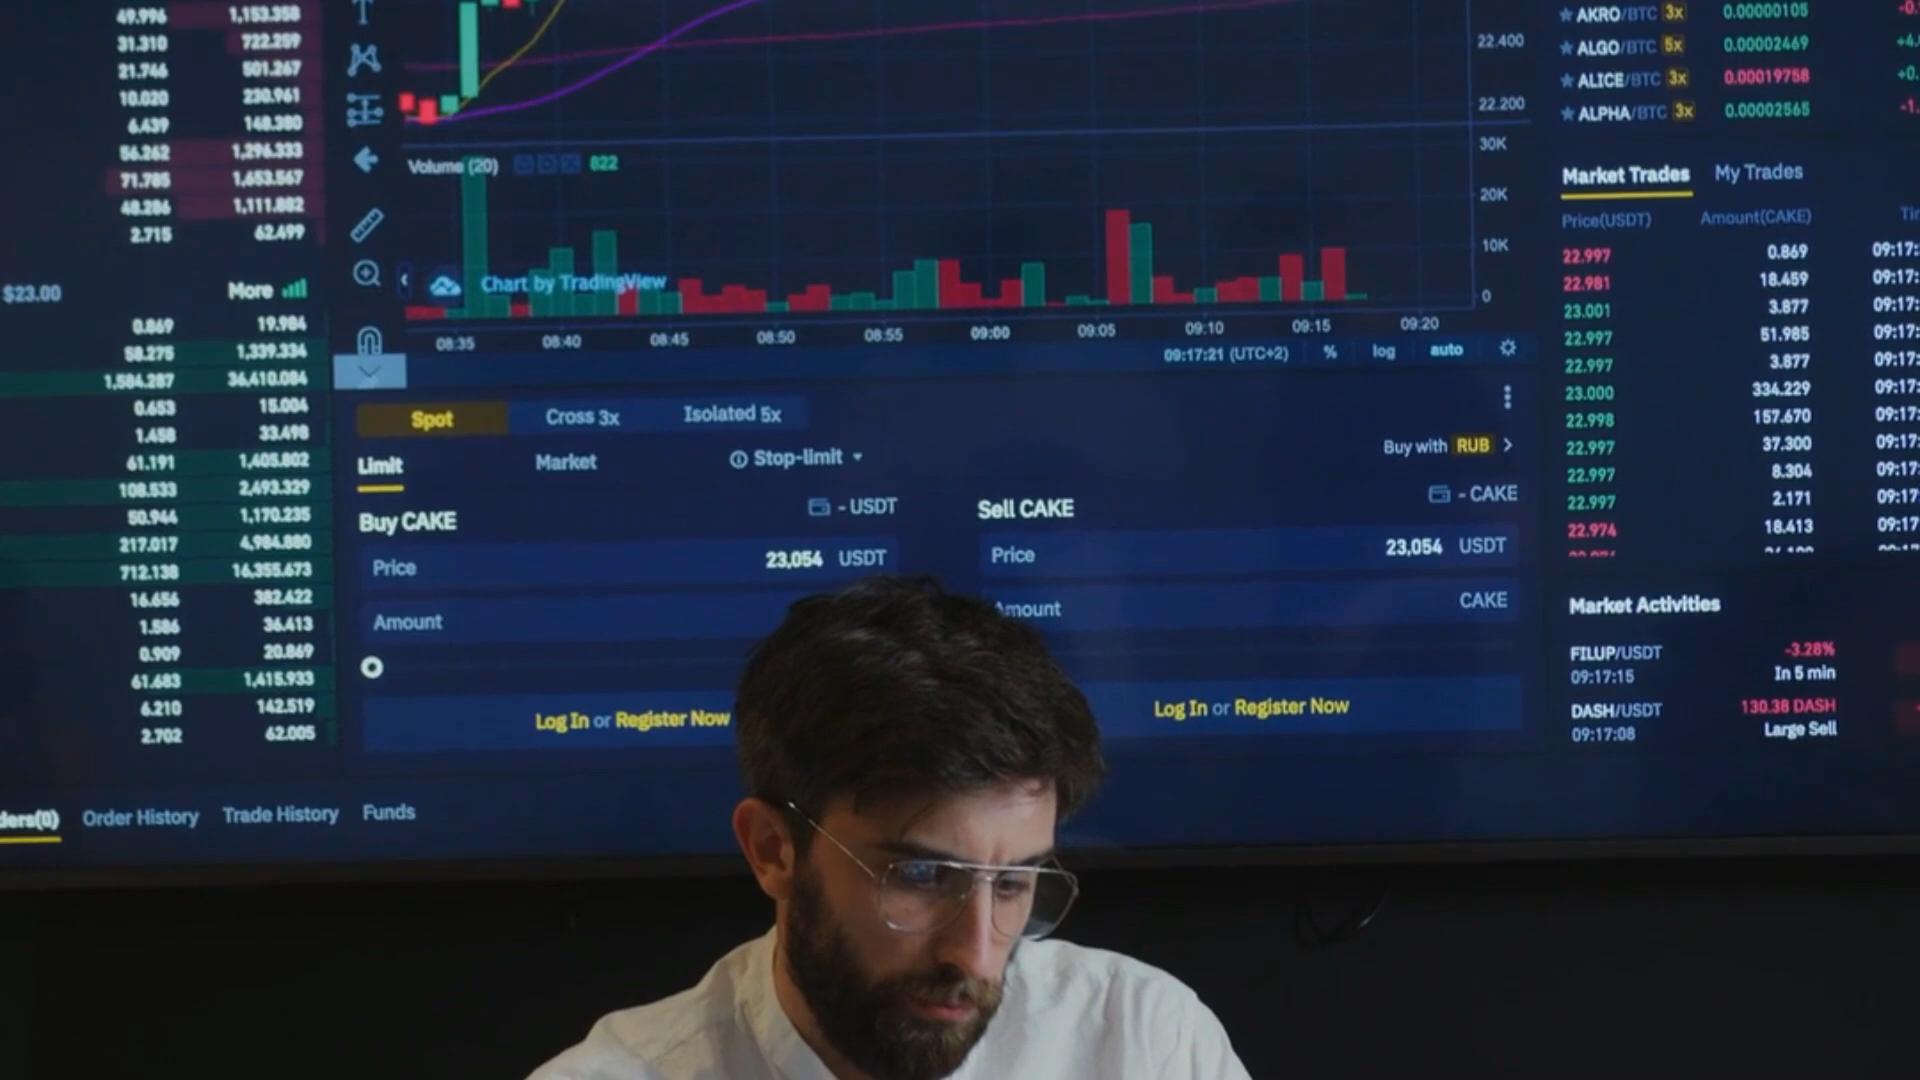 49.996 1,153.358
31.310 722.259
21.746 501.267
10.020 230.961
6.439 148.380
56.262 1,296.333
71.785 1,653.567
48.286 1,111.882
2.715 62.499
$23.00 More
0.869 19.984
58.275 1,339.334
1,584.287 36,410.084
0.653 15.004
1.458 33.498
61.191 1,405.802
108.533 2,493.329
50.944 1,170.235
217.017 4,984.880
712.138 16,355.673
16.656 382.422
1.586 36.413
0.909 20.869
61.683 1,415.933
6.210 142.519
2.702 62.005
ders(0) Order History Trade History Funds
22.400
22.200
Volume (20) 822
30K
20K
10K
0
Chart by TradingView
08:35 08:40 08:45 08:50 08:55 09:00 09:05 09:10 09:15 09:20
09:17:21 (UTC+2) % log auto
Spot Cross 3x Isolated 5x
Limit Market Stop-limit
Buy with RUB
Buy CAKE - USDT
Price 23,054 USDT
Amount
Log In or Register Now
Sell CAKE - CAKE
Price 23,054 USDT
Amount CAKE
Log In or Register Now
AKRO/BTC 3x 0.00000105 -0.
ALGO/BTC 5x 0.00002469 +4.
ALICE/BTC 3x 0.00019758 +0.
ALPHA/BTC 3x 0.00002565 -1.
Market Trades My Trades
Price(USDT) Amount(CAKE) Ti
22.997 0.869 09:17:
22.981 18.459 09:17:
23.001 3.877 09:17:
22.997 51.985 09:17:
22.997 3.877 09:17:
23.000 334.229 09:17:
22.998 157.670 09:17:
22.997 37.300 09:17:
22.997 8.304 09:17:
22.997 2.171 09:17:
22.974 18.413 09:17:
Market Activities
FILUP/USDT -3.28%
09:17:15 In 5 min
DASH/USDT 130.38 DASH
09:17:08 Large Sell